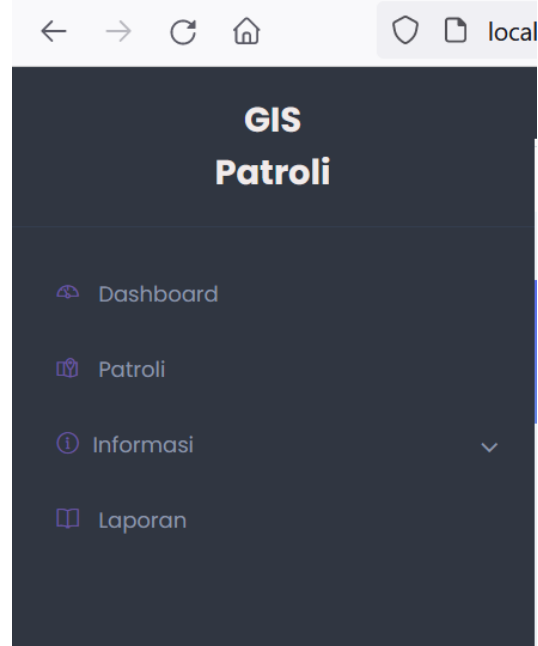 local
GIS
Patroli
Dashboard
Patroli
Informasi
Laporan